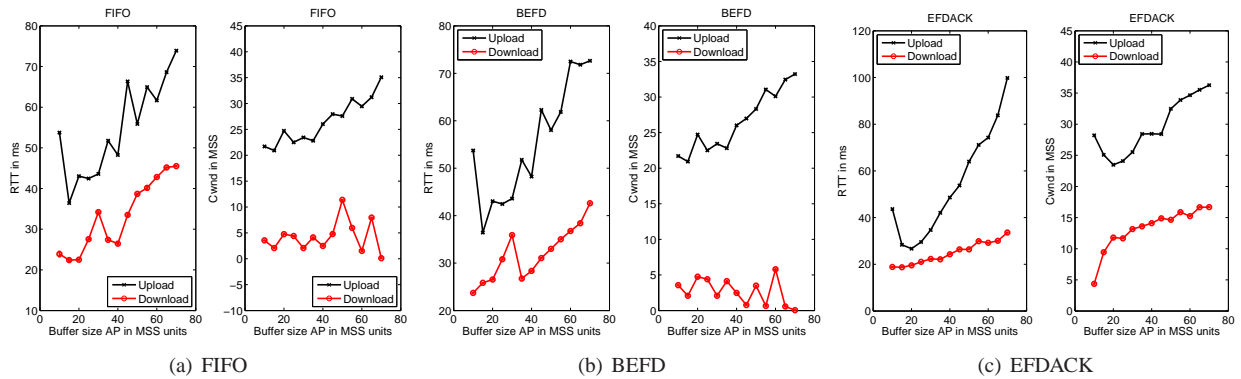 FIFO
80
70
60
50
40
30
20
10
0
20
40
60
80
RTT in ms
Buffer size AP in MSS units
Upload
Download
FIFO
45
40
35
30
25
20
15
10
5
0
−5
−10
0
20
40
60
80
Cwnd in MSS
Buffer size AP in MSS units
Upload
Download
(a) FIFO
BEFD
80
70
60
50
40
30
20
0
20
40
60
80
RTT in ms
Buffer size AP in MSS units
Upload
Download
BEFD
40
35
30
25
20
15
10
5
0
0
20
40
60
80
Cwnd in MSS
Buffer size AP in MSS units
Upload
Download
(b) BEFD
EFDACK
120
100
80
60
40
20
0
0
20
40
60
80
RTT in ms
Buffer size AP in MSS units
Upload
Download
EFDACK
45
40
35
30
25
20
15
10
5
0
0
20
40
60
80
Cwnd in MSS
Buffer size AP in MSS units
Upload
Download
(c) EFDACK